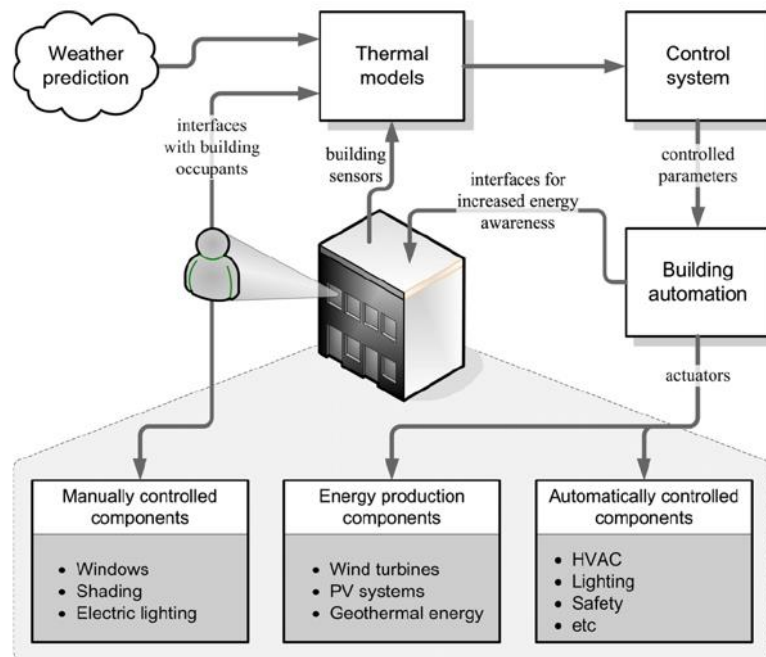 Weather
prediction
Thermal
models
Control
system
interfaces
with building
occupants
building
sensors
interfaces for
increased energy
awareness
controlled
parameters
Building
automation
actuators
Manually controlled
components
• Windows
• Shading
• Electric lighting
Energy production
components
• Wind turbines
• PV systems
• Geothermal energy
Automatically controlled
components
• HVAC
• Lighting
• Safety
• etc